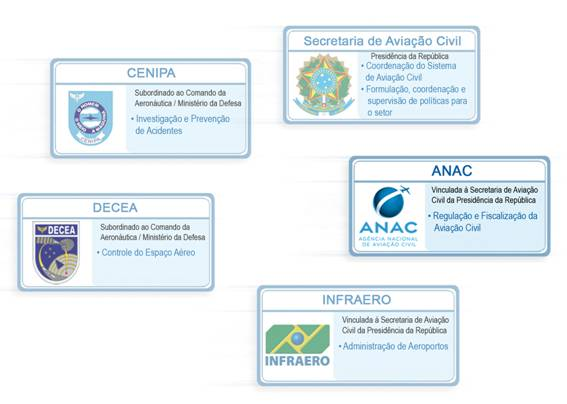 Secretaria de Aviação Civil
Presidência da República
• Coordenação do Sistema
de Aviação Civil
• Formulação, coordenação e
supervisão de políticas para
o setor
CENIPA
Subordinado ao Comando da
Aeronáutica / Ministério da Defesa
• Investigação e Prevenção
de Acidentes
CENIPA
ANAC
Vinculada á Secretaria de Aviação
Civil da Presidência da República
• Regulação e Fiscalização da
Aviação Civil
ANAC
AGÊNCIA NACIONAL
DE AVIAÇÃO CIVIL
DECEA
Subordinado ao Comando da
Aeronáutica / Ministério da Defesa
• Controle do Espaço Aéreo
DECEA
INFRAERO
Vinculada á Secretaria de Aviação
Civil da Presidência da República
• Administração de Aeroportos
INFRAERO